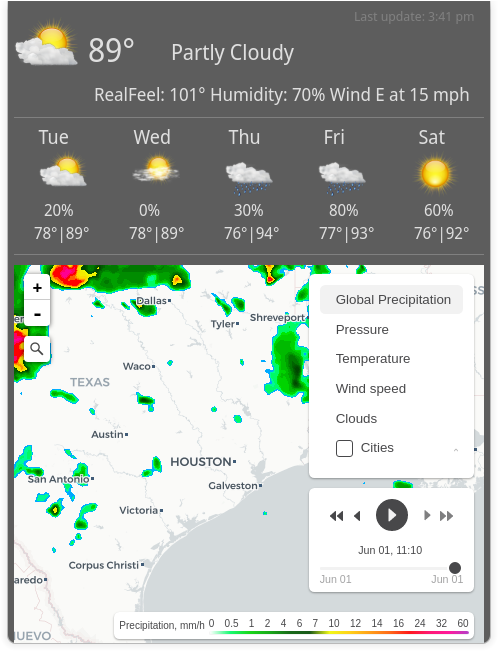 Last update: 3:41 pm
89° Partly Cloudy
RealFeel: 101° Humidity: 70% Wind E at 15 mph
Tue Wed Thu Fri Sat
20% 0% 30% 80% 60%
78°|89° 78°|89° 76°|94° 77°|93° 76°|92°
+
-
Dallas
Tyler
Shreveport
Waco
TEXAS
Austin
HOUSTON
San Antonio
Galveston
Victoria
Corpus Christi
aredo
UEVO
Global Precipitation
Pressure
Temperature
Wind speed
Clouds
Cities
Jun 01, 11:10
Jun 01 Jun 01
Precipitation, mm/h 0 0.5 1 2 4 6 7 10 12 14 16 24 32 60